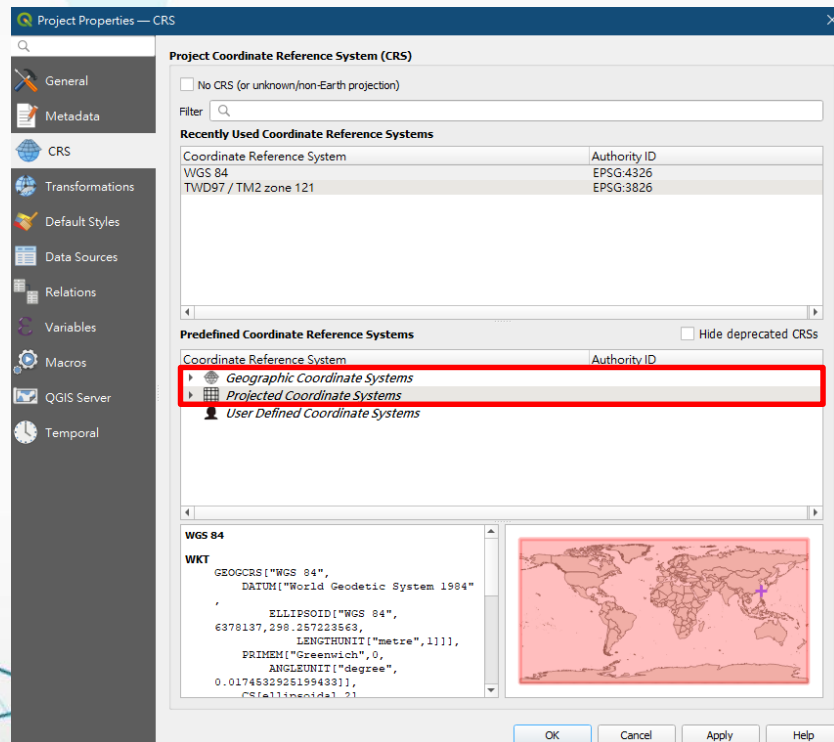 Project Properties — CRS
General
Metadata
CRS
Transformations
Default Styles
Data Sources
Relations
Variables
Macros
QGIS Server
Temporal
Project Coordinate Reference System (CRS)
No CRS (or unknown/non-Earth projection)
Filter
Recently Used Coordinate Reference Systems
Coordinate Reference System Authority ID
WGS 84 EPSG:4326
TWD97 / TM2 zone 121 EPSG:3826
Predefined Coordinate Reference Systems Hide deprecated CRSs
Coordinate Reference System Authority ID
Geographic Coordinate Systems
Projected Coordinate Systems
User Defined Coordinate Systems
WGS 84
WKT
GEOGCRS["WGS 84",
DATUM["World Geodetic System 1984"
,
ELLIPSOID["WGS 84",
6378137,298.257223563,
LENGTHUNIT["metre",1]]],
PRIMEM["Greenwich",0,
ANGLEUNIT["degree",
0.0174532925199433]],
CS[ellipsoidal,2],
OK Cancel Apply Help